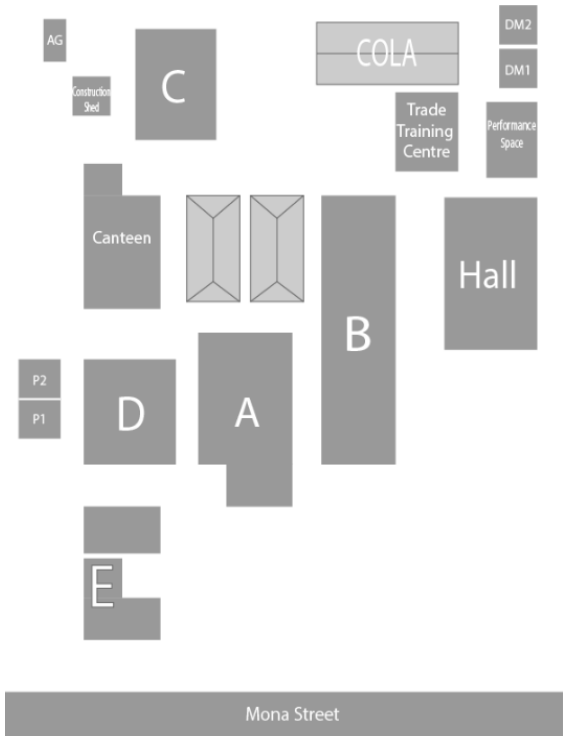 AG
Construction
Shed
C
COLA
DM2
DM1
Trade
Training
Centre
Performance
Space
Canteen
B
Hall
P2
P1
D
A
E
Mona Street